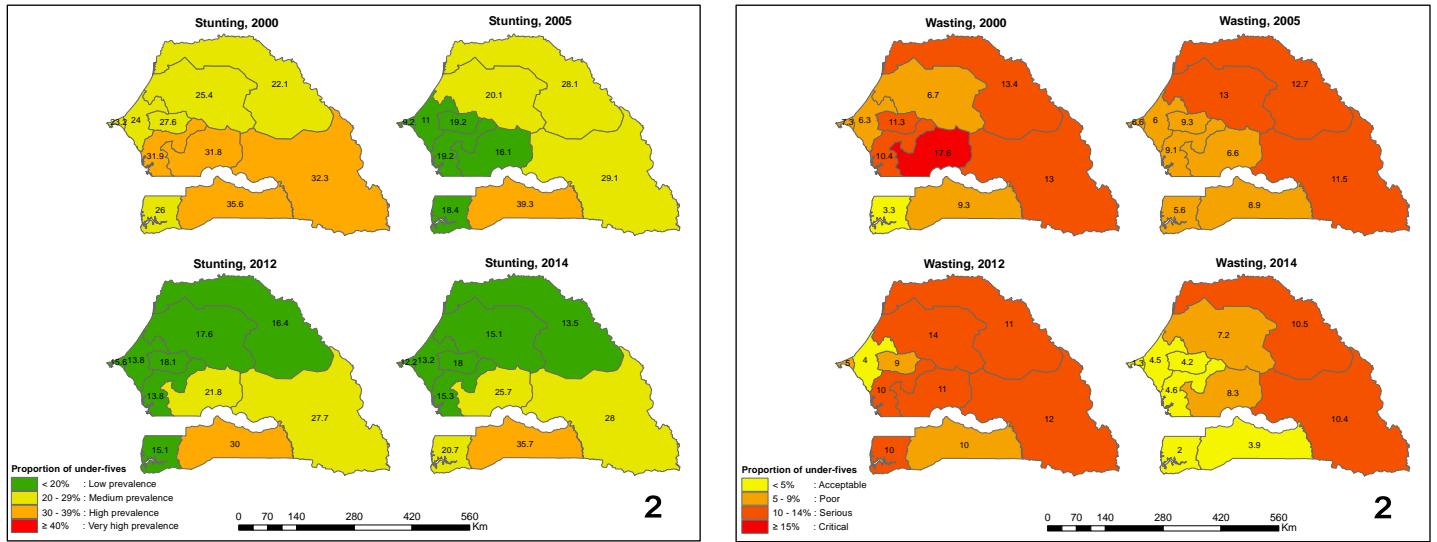 Stunting, 2000
22.1
25.4
23.2 24 27.6
31.9 31.8
32.3
26 35.6
Stunting, 2005
28.1
20.1
9.2 11 19.2
19.2 16.1
29.1
18.4 39.3
Stunting, 2012
16.4
17.6
15.6 13.8 18.1
13.8 21.8
27.7
15.1 30
Stunting, 2014
13.5
15.1
12.2 13.2 18
15.3 25.7
28
20.7 35.7
Proportion of under-fives
< 20% : Low prevalence
20 - 29% : Medium prevalence
30 - 39% : High prevalence
≥ 40% : Very high prevalence
0 70 140 280 420 560
Km
2
Wasting, 2000
13.4
6.7
7.3 6.3 11.3
10.4 17.6
13
3.3 9.3
Wasting, 2005
12.7
13
6.6 6 9.3
9.1 6.6
11.5
5.6 8.9
Wasting, 2012
11
14
5 4 9
10 11
12
10 10
Wasting, 2014
10.5
7.2
4.5 4.2
4.6 8.3
10.4
2 3.9
Proportion of under-fives
< 5% : Acceptable
5 - 9% : Poor
10 - 14% : Serious
≥ 15% : Critical
0 70 140 280 420 560
Km
2